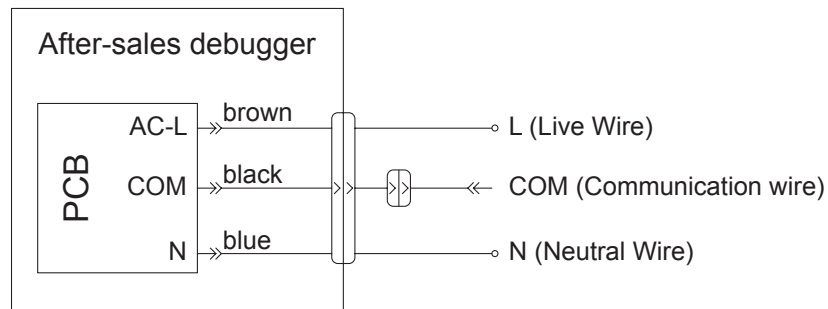 After-sales debugger
PCB
AC-L
brown
L (Live Wire)
COM
black
COM (Communication wire)
N
blue
N (Neutral Wire)